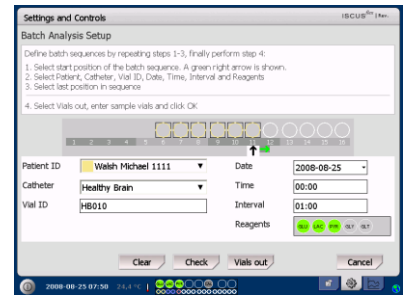 Settings and Controls
ISCUS
Batch Analysis Setup
Define batch sequences by repeating steps 1-3, finally perform step 4:
1. Select start position of the batch sequence. A green right arrow is shown.
2. Select Patient, Catheter, Vial ID, Date, Time, Interval and Reagents
3. Select last position in sequence
4. Select Vials out, enter sample vials and click OK
1 2 3 4 5 6 7 8 9 10 11 12 13 14 15 16
Patient ID Walsh Michael 1111 Date 2008-08-25
Catheter Healthy Brain Time 00:00
Vial ID HB010 Interval 01:00
Reagents GLU LAC PYR GLY GLT
Clear Check Vials out Cancel
2008-08-25 07:50 24,4 °C